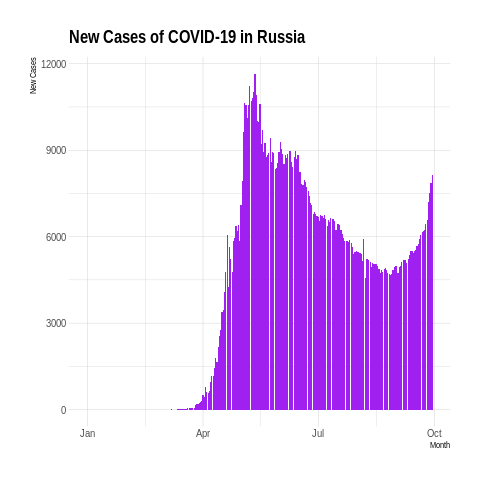 New Cases of COVID-19 in Russia
New Cases
12000
9000
6000
3000
0
Jan Apr Jul Oct
Month